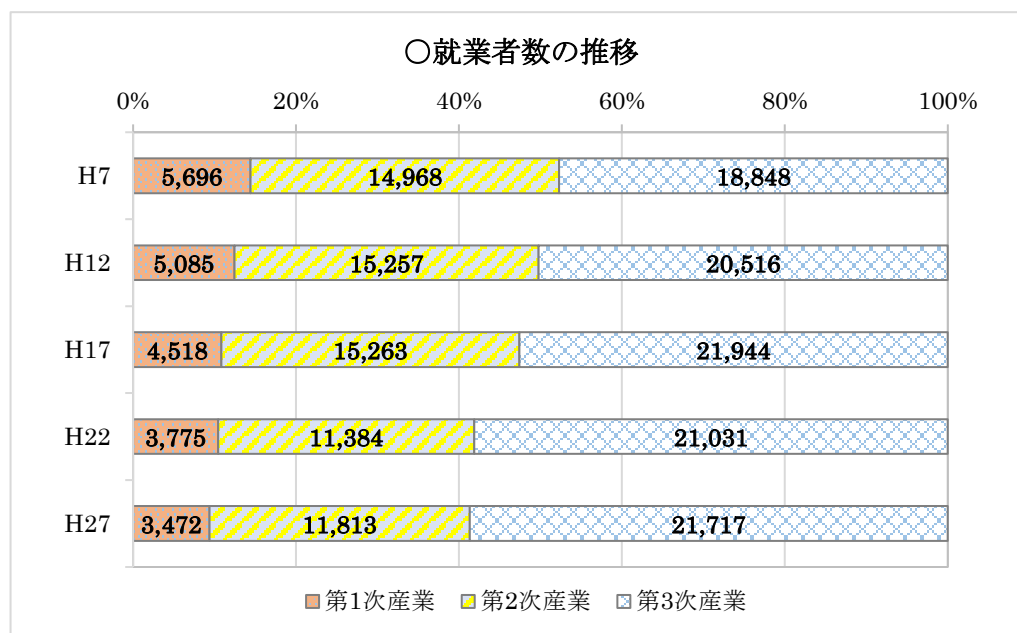 〇就業者数の推移
0% 20% 40% 60% 80% 100%
H7 5,696 14,968 18,848
H12 5,085 15,257 20,516
H17 4,518 15,263 21,944
H22 3,775 11,384 21,031
H27 3,472 11,813 21,717
第1次産業 第2次産業 第3次産業